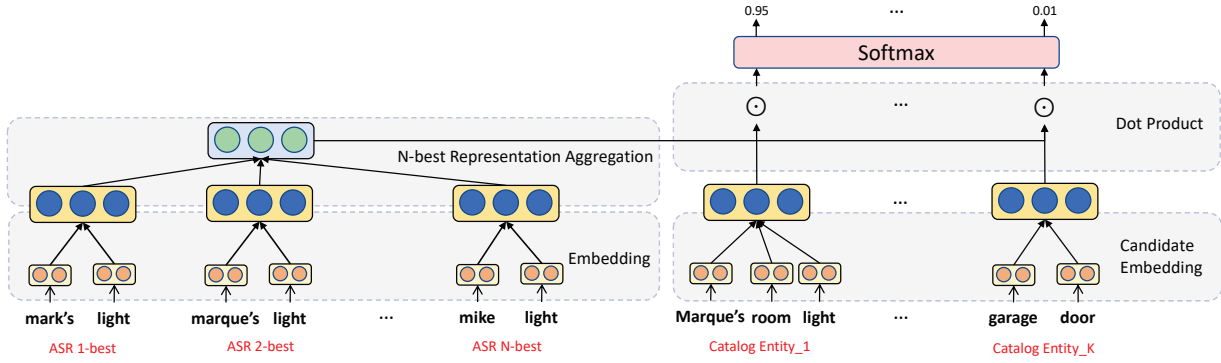 0.95 ... 0.01
Softmax
...
Dot Product
N-best Representation Aggregation
...
Embedding
Candidate
Embedding
mark's light marque's light ... mike light Marque's room light ... garage door
ASR 1-best ASR 2-best ASR N-best Catalog Entity_1 Catalog Entity_K